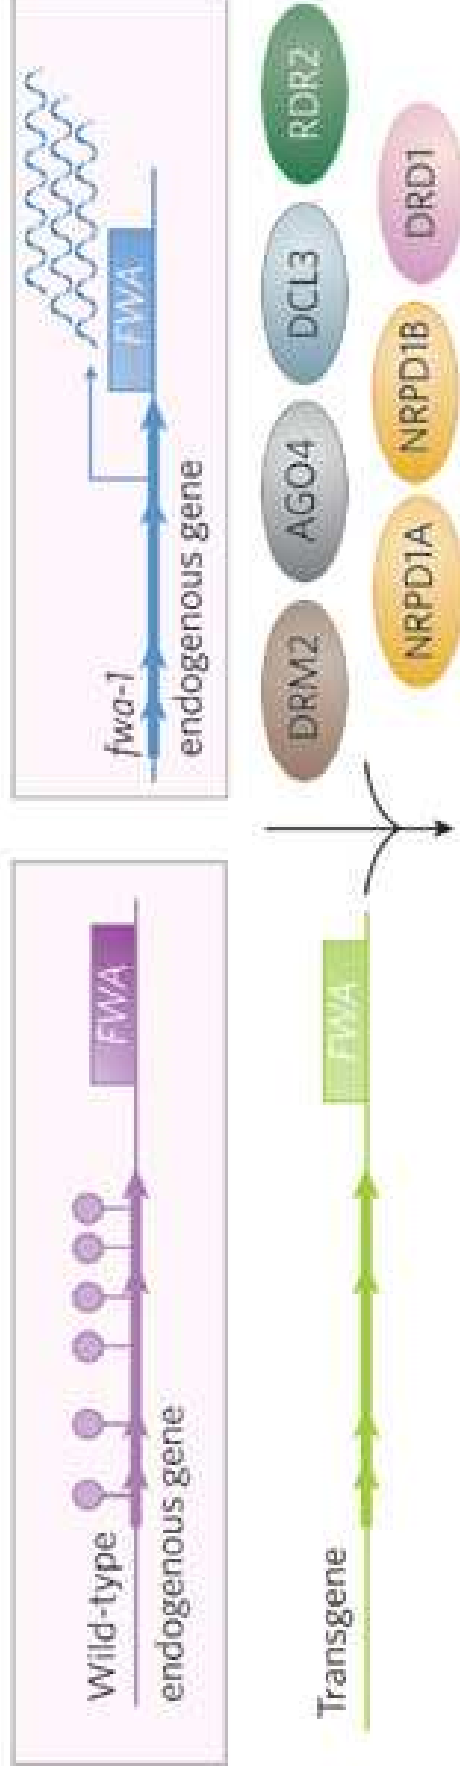 Wild-type
endogenous gene
FWA
fwa-1
endogenous gene
FWA
Transgene
FWA
DRM2
AGO4
DCL3
RDR2
NRPD1A
NRPD1B
DRD1